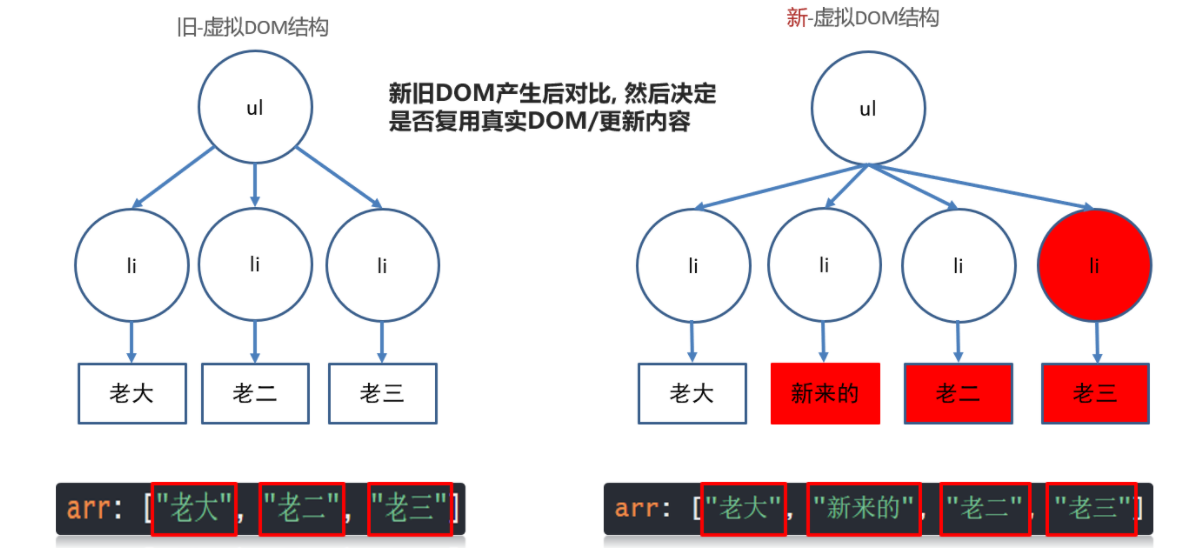 旧-虚拟DOM结构
新-虚拟DOM结构
新旧DOM产生后对比, 然后决定
是否复用真实DOM/更新内容
ul
ul
li li li
li li li li
老大 老二 老三
老大 新来的 老二 老三
arr: ["老大", "老二", "老三"]
arr: ["老大", "新来的", "老二", "老三"]